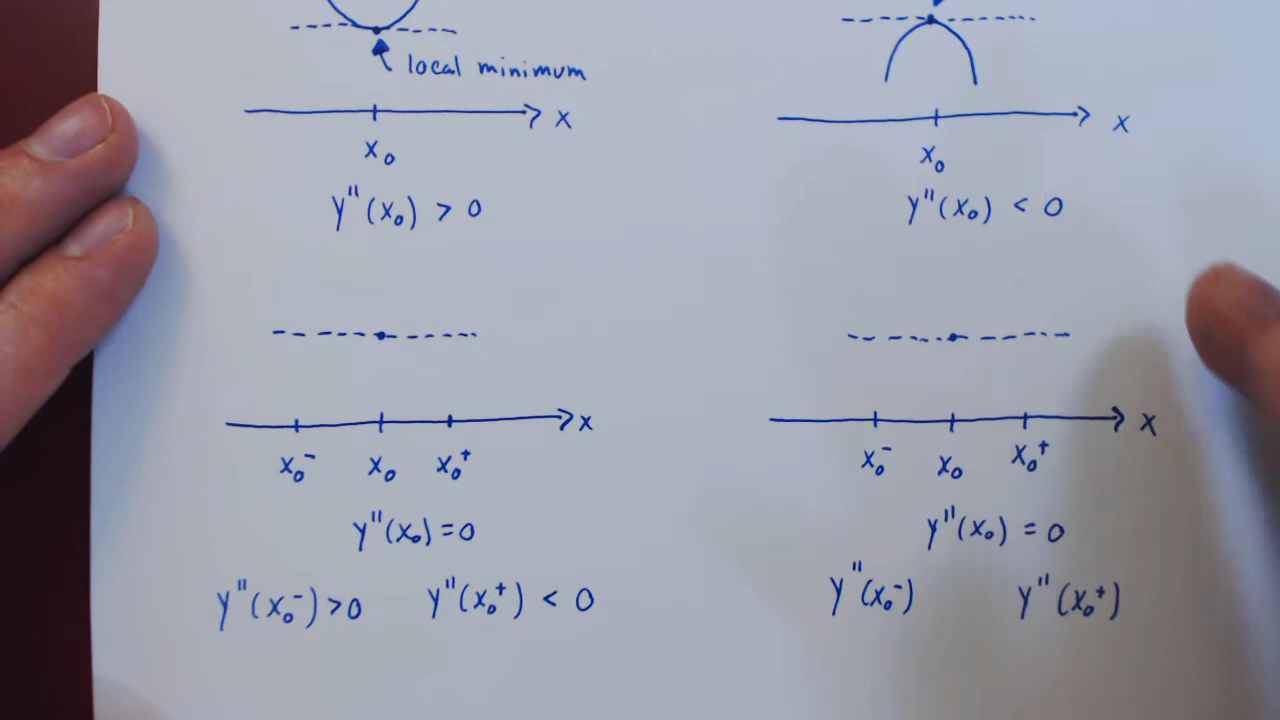 local minimum
x x
x₀ x₀
y"(x₀) > 0 y"(x₀) < 0
x x
x₀⁻ x₀ x₀⁺ x₀⁻ x₀ x₀⁺
y"(x₀) = 0 y"(x₀) = 0
y"(x₀⁻) > 0 y"(x₀⁺) < 0 y"(x₀⁻) y"(x₀⁺)